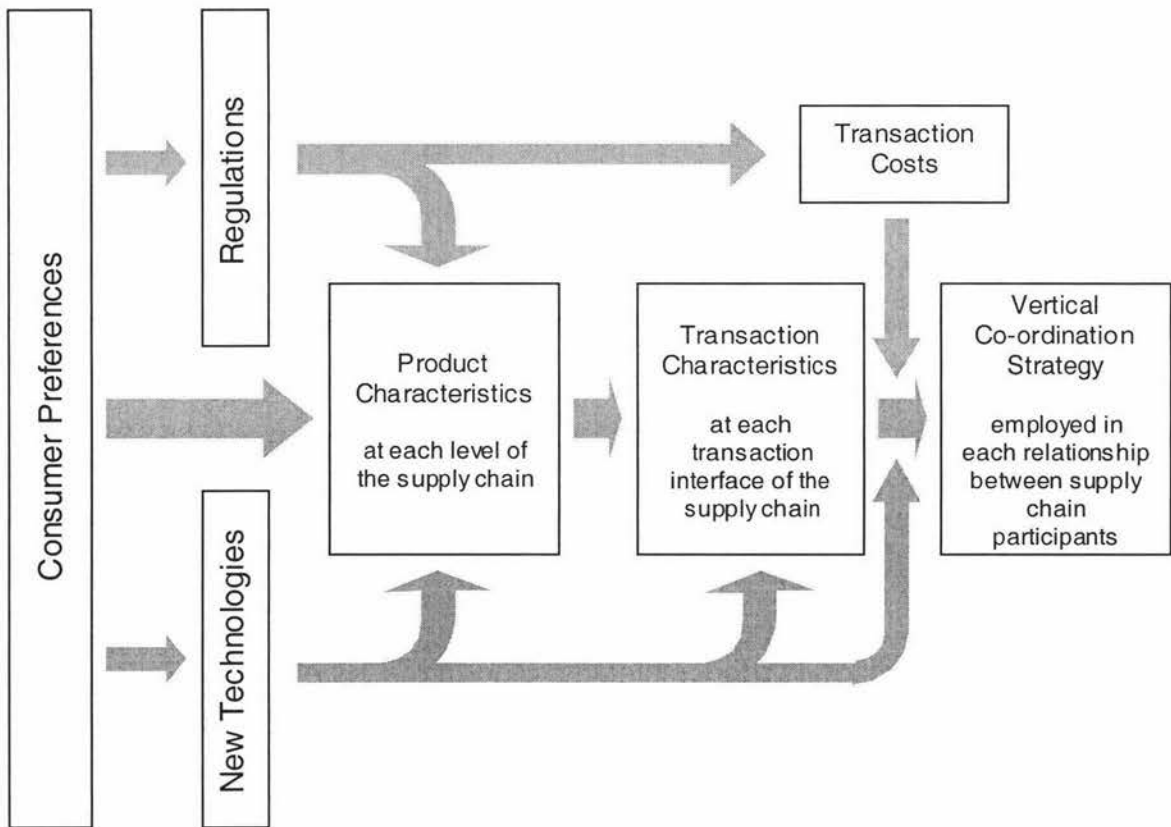 Consumer Preferences
Regulations
New Technologies
Transaction
Costs
Product
Characteristics
at each level of
the supply chain
Transaction
Characteristics
at each
transaction
interface of the
supply chain
Vertical
Co-ordination
Strategy
employed in
each relationship
between supply
chain
participants